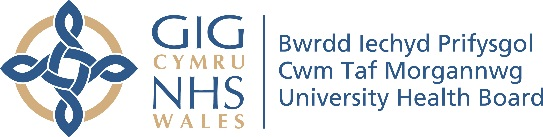 GIG
CYMRU
NHS
WALES
Bwrdd Iechyd Prifysgol
Cwm Taf Morgannwg
University Health Board